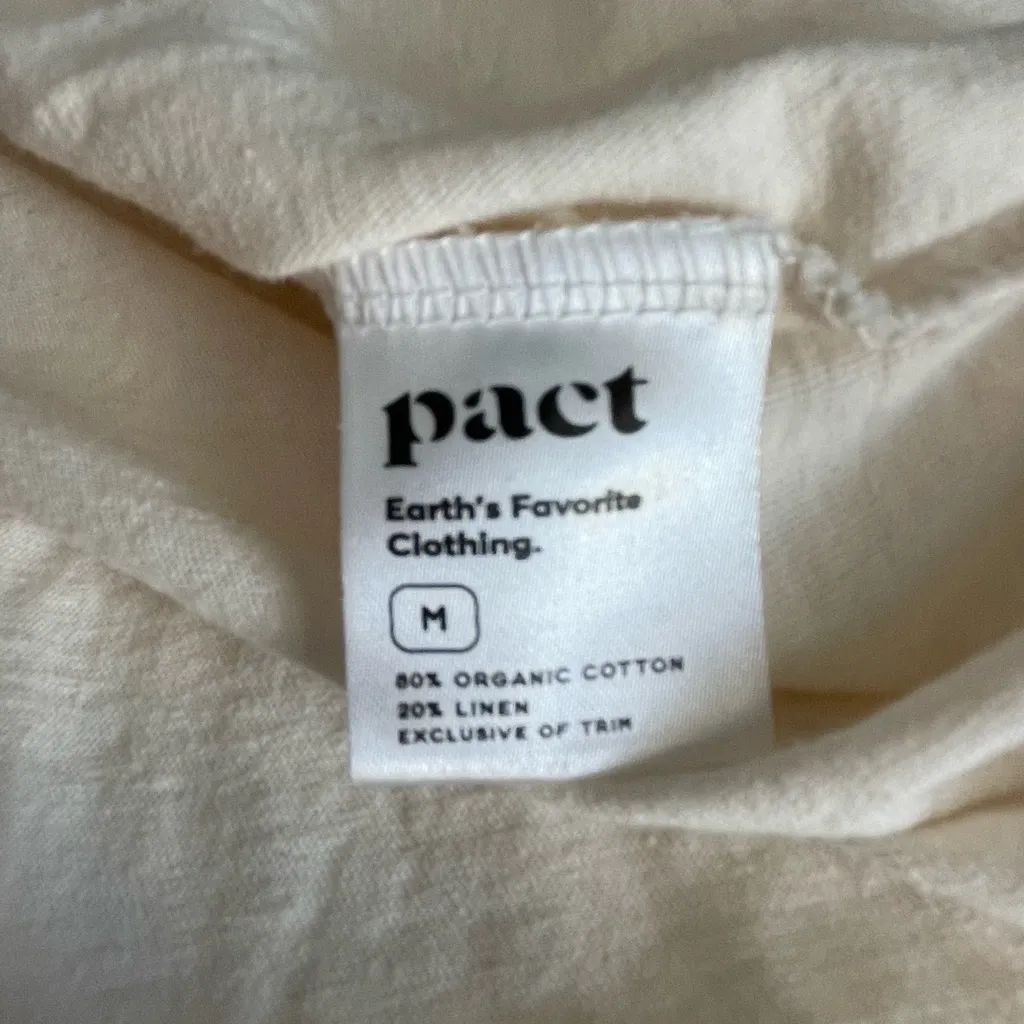 pact
Earth's Favorite
Clothing.
M
80% ORGANIC COTTON
20% LINEN
EXCLUSIVE OF TRIM